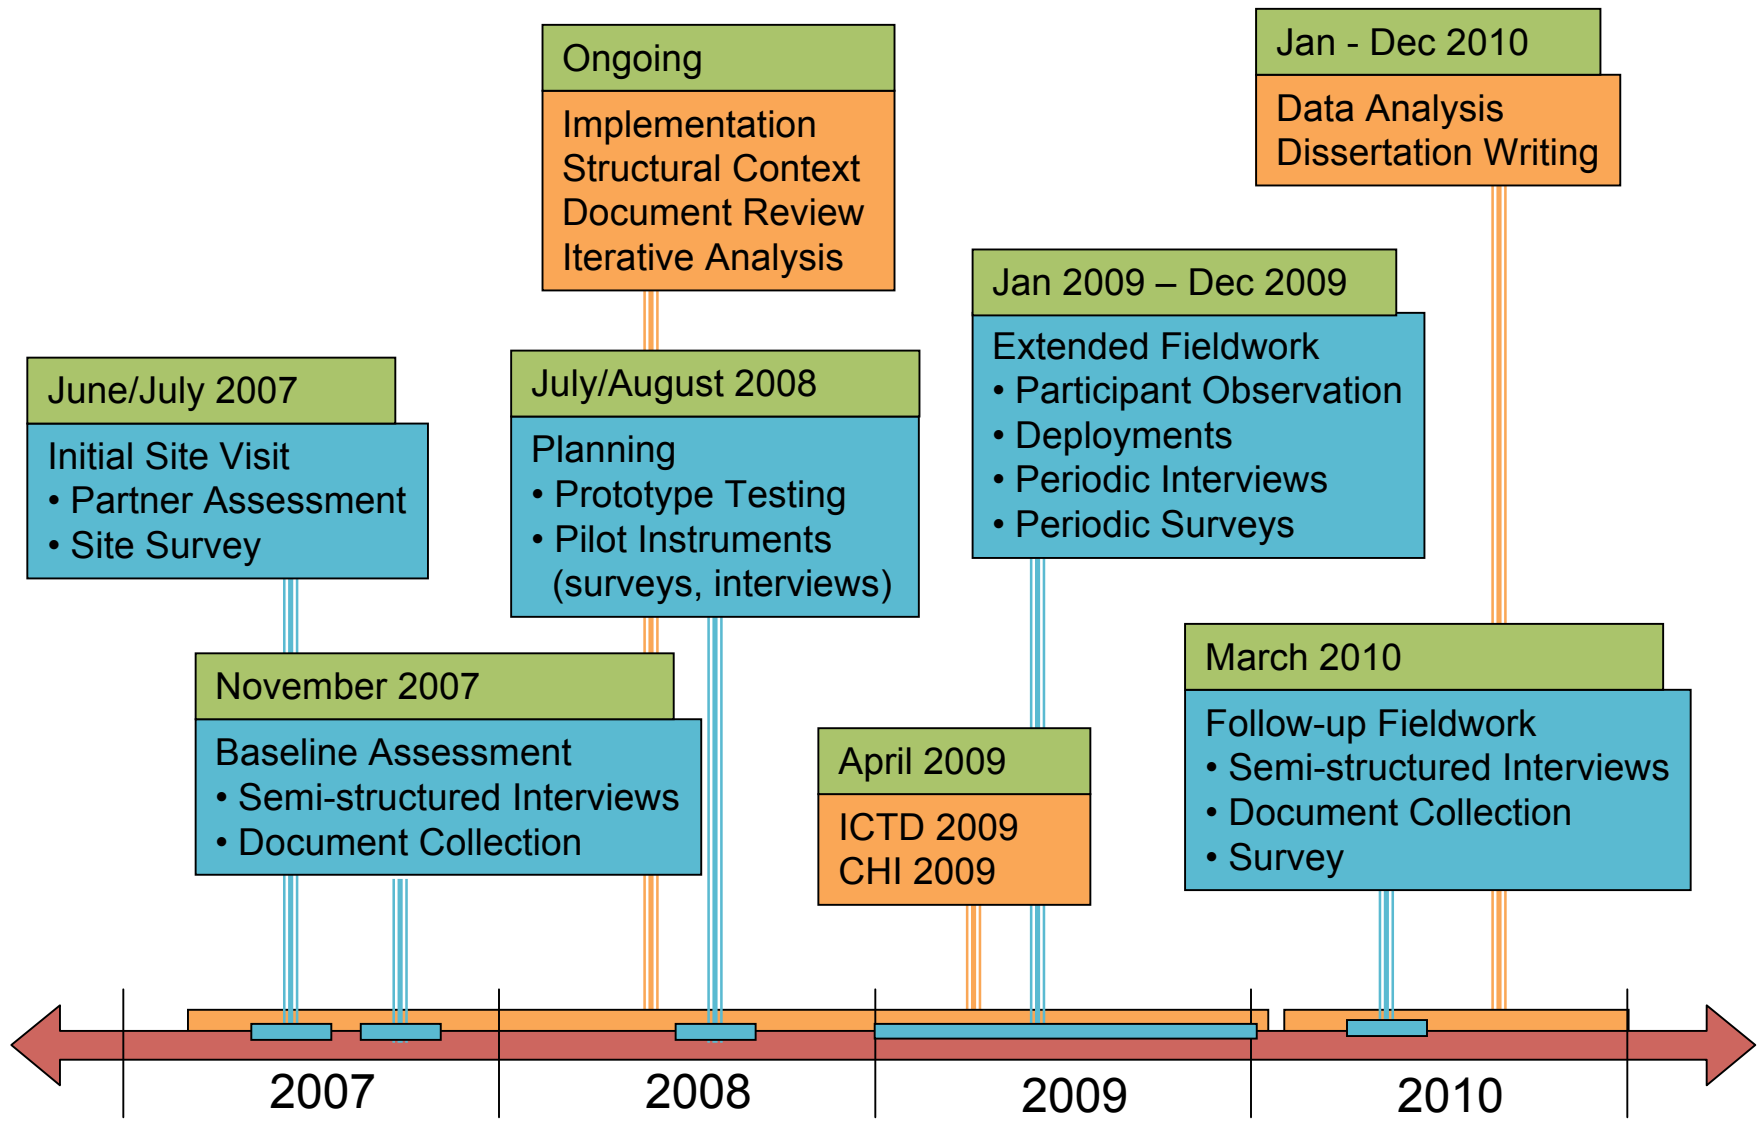 Ongoing
Implementation
Structural Context
Document Review
Iterative Analysis
Jan - Dec 2010
Data Analysis
Dissertation Writing
June/July 2007
Initial Site Visit
• Partner Assessment
• Site Survey
July/August 2008
Planning
• Prototype Testing
• Pilot Instruments
(surveys, interviews)
Jan 2009 – Dec 2009
Extended Fieldwork
• Participant Observation
• Deployments
• Periodic Interviews
• Periodic Surveys
November 2007
Baseline Assessment
• Semi-structured Interviews
• Document Collection
April 2009
ICTD 2009
CHI 2009
March 2010
Follow-up Fieldwork
• Semi-structured Interviews
• Document Collection
• Survey
2007
2008
2009
2010